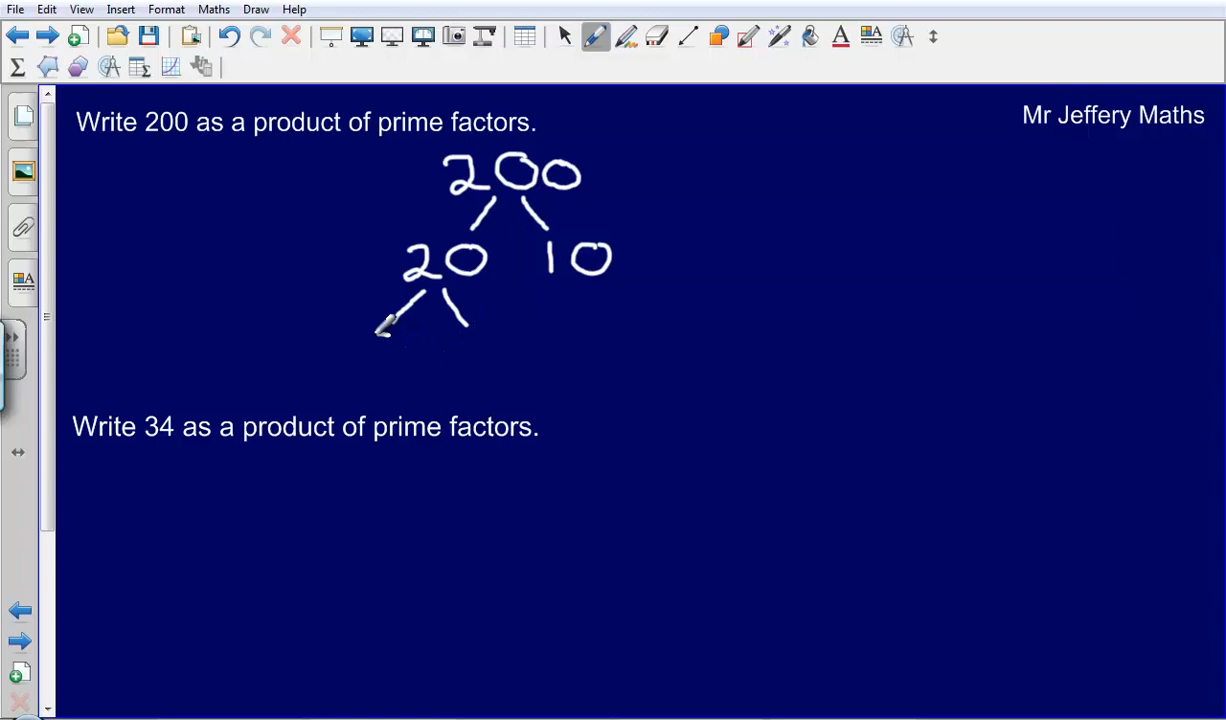 File Edit View Insert Format Maths Draw Help
Write 200 as a product of prime factors.
Mr Jeffery Maths
200
20 10
Write 34 as a product of prime factors.